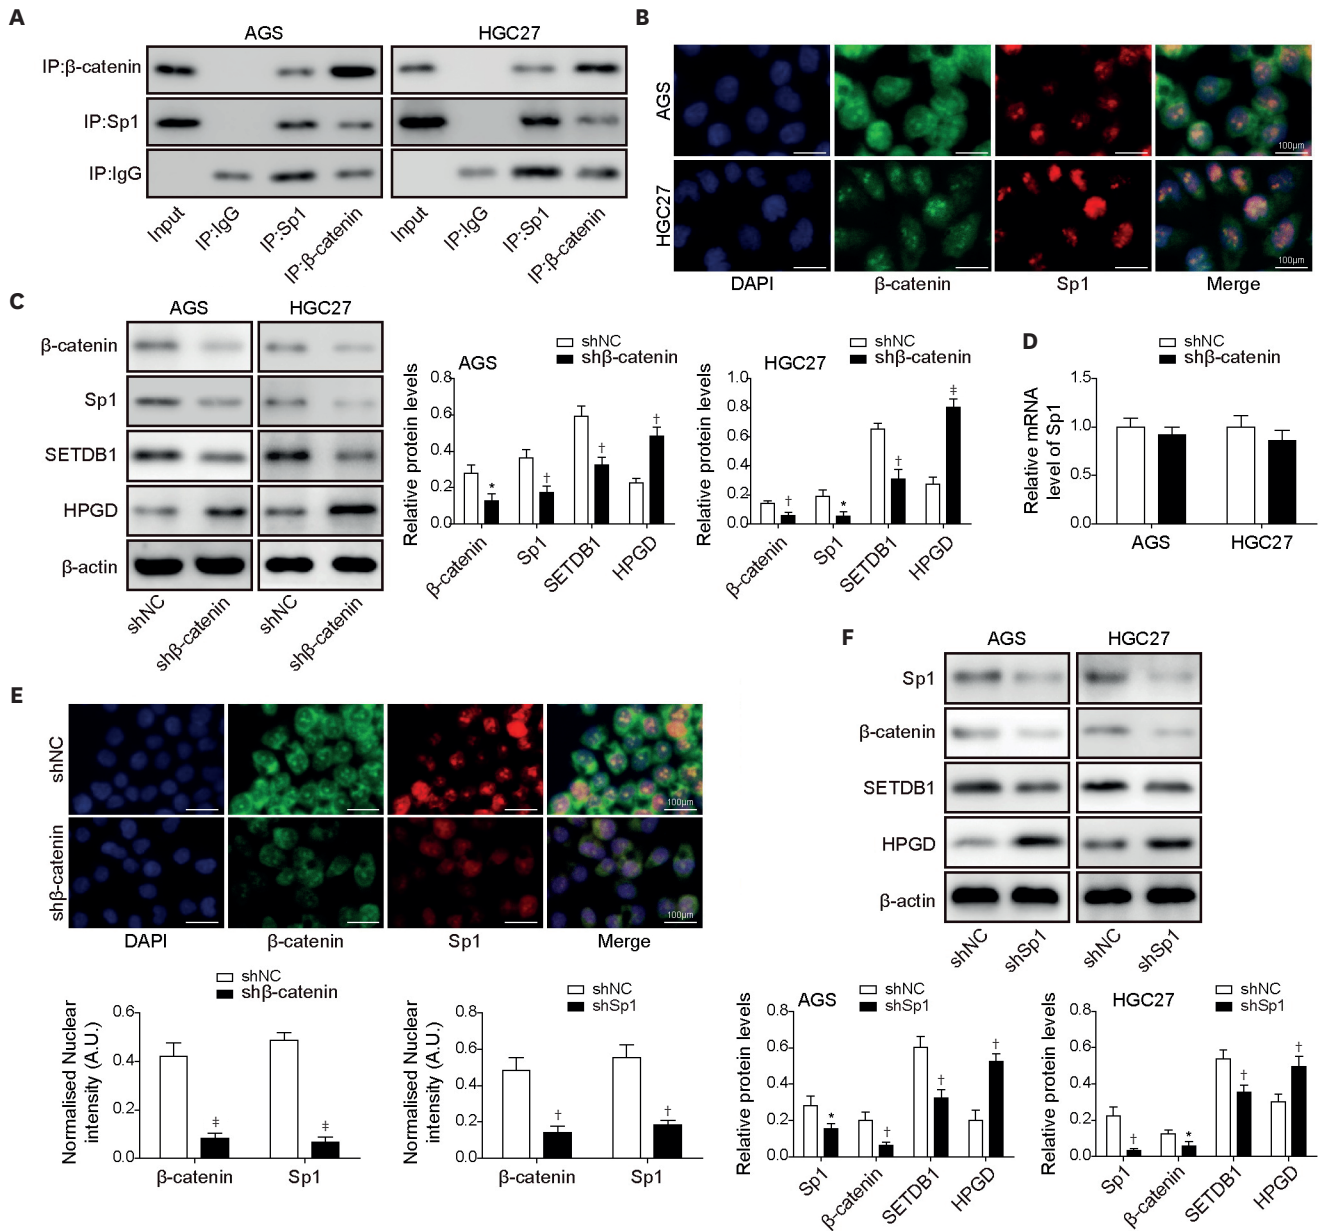 A
AGS
HGC27
IP:β-catenin
IP:Sp1
IP:IgG
Input
IP:IgG
IP:Sp1
IP:β-catenin
Input
IP:IgG
IP:Sp1
IP:β-catenin
B
AGS
100μm
HGC27
100μm
DAPI
β-catenin
Sp1
Merge
C
AGS
HGC27
β-catenin
Sp1
SETDB1
HPGD
β-actin
shNC
shβ-catenin
shNC
shβ-catenin
shNC
shβ-catenin
AGS
Relative protein levels
0.8
0.6
0.4
0.2
0.0
*
†
†
†
β-catenin
Sp1
SETDB1
HPGD
shNC
shβ-catenin
HGC27
Relative protein levels
1.0
0.8
0.6
0.4
0.2
0.0
†
*
†
‡
β-catenin
Sp1
SETDB1
HPGD
D
shNC
shβ-catenin
Relative mRNA
level of Sp1
1.5
1.0
0.5
0.0
AGS
HGC27
E
shNC
100μm
shβ-catenin
100μm
DAPI
β-catenin
Sp1
Merge
shNC
shβ-catenin
Normalised Nuclear
intensity (A.U.)
0.6
0.4
0.2
0.0
‡
‡
β-catenin
Sp1
shNC
shSp1
Normalised Nuclear
intensity (A.U.)
0.8
0.6
0.4
0.2
0.0
†
†
β-catenin
Sp1
F
AGS
HGC27
Sp1
β-catenin
SETDB1
HPGD
β-actin
shNC
shSp1
shNC
shSp1
AGS
shNC
shSp1
Relative protein levels
0.8
0.6
0.4
0.2
0.0
*
†
†
†
Sp1
β-catenin
SETDB1
HPGD
HGC27
shNC
shSp1
Relative protein levels
0.8
0.6
0.4
0.2
0.0
†
*
†
†
Sp1
β-catenin
SETDB1
HPGD